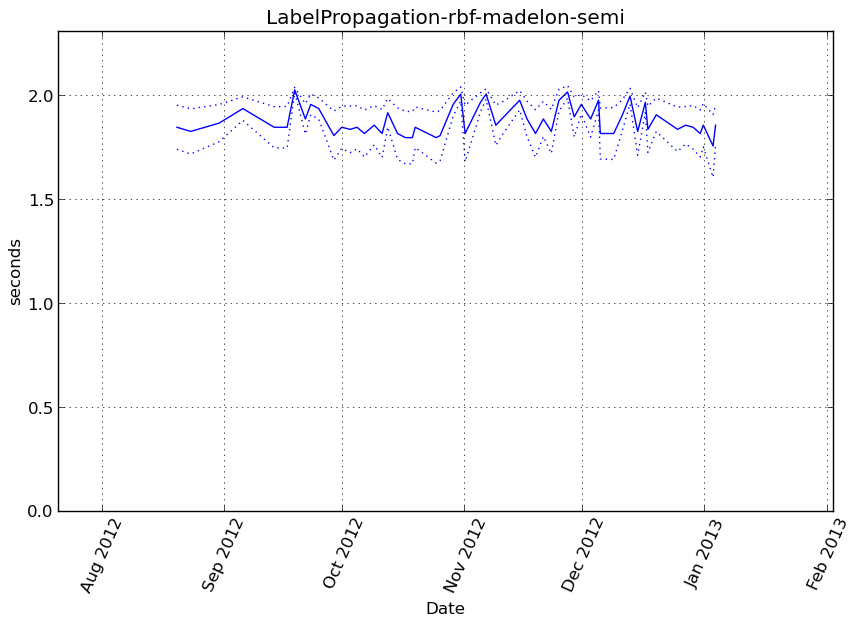 LabelPropagation-rbf-madelon-semi
2.0
1.5
1.0
0.5
0.0
seconds
Aug 2012
Sep 2012
Oct 2012
Nov 2012
Dec 2012
Jan 2013
Feb 2013
Date